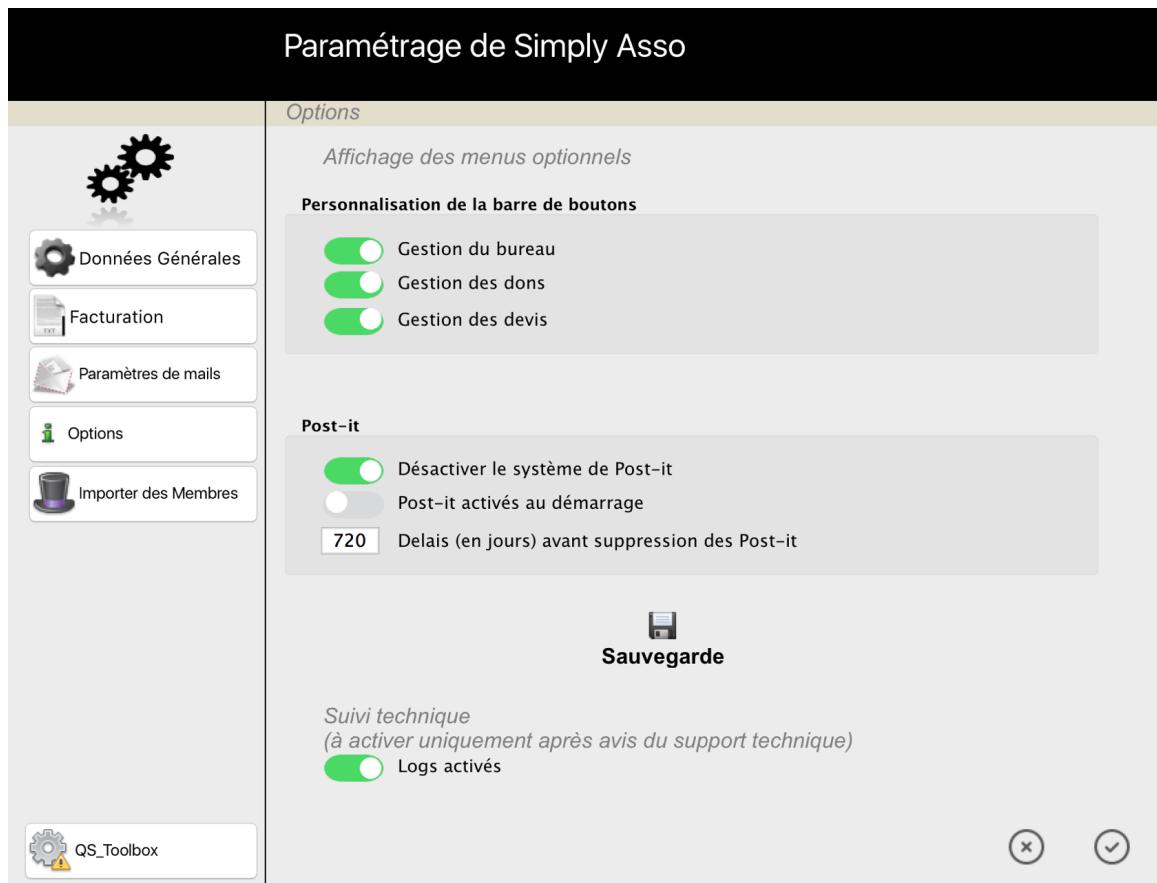 Paramétrage de Simply Asso
Options
Affichage des menus optionnels
Personnalisation de la barre de boutons
Gestion du bureau
Gestion des dons
Gestion des devis
Données Générales
TXT
Facturation
Paramètres de mails
Options
Importer des Membres
Post-it
Désactiver le système de Post-it
Post-it activés au démarrage
720 Delais (en jours) avant suppression des Post-it
Sauvegarde
Suivi technique
(à activer uniquement après avis du support technique)
Logs activés
QS_Toolbox